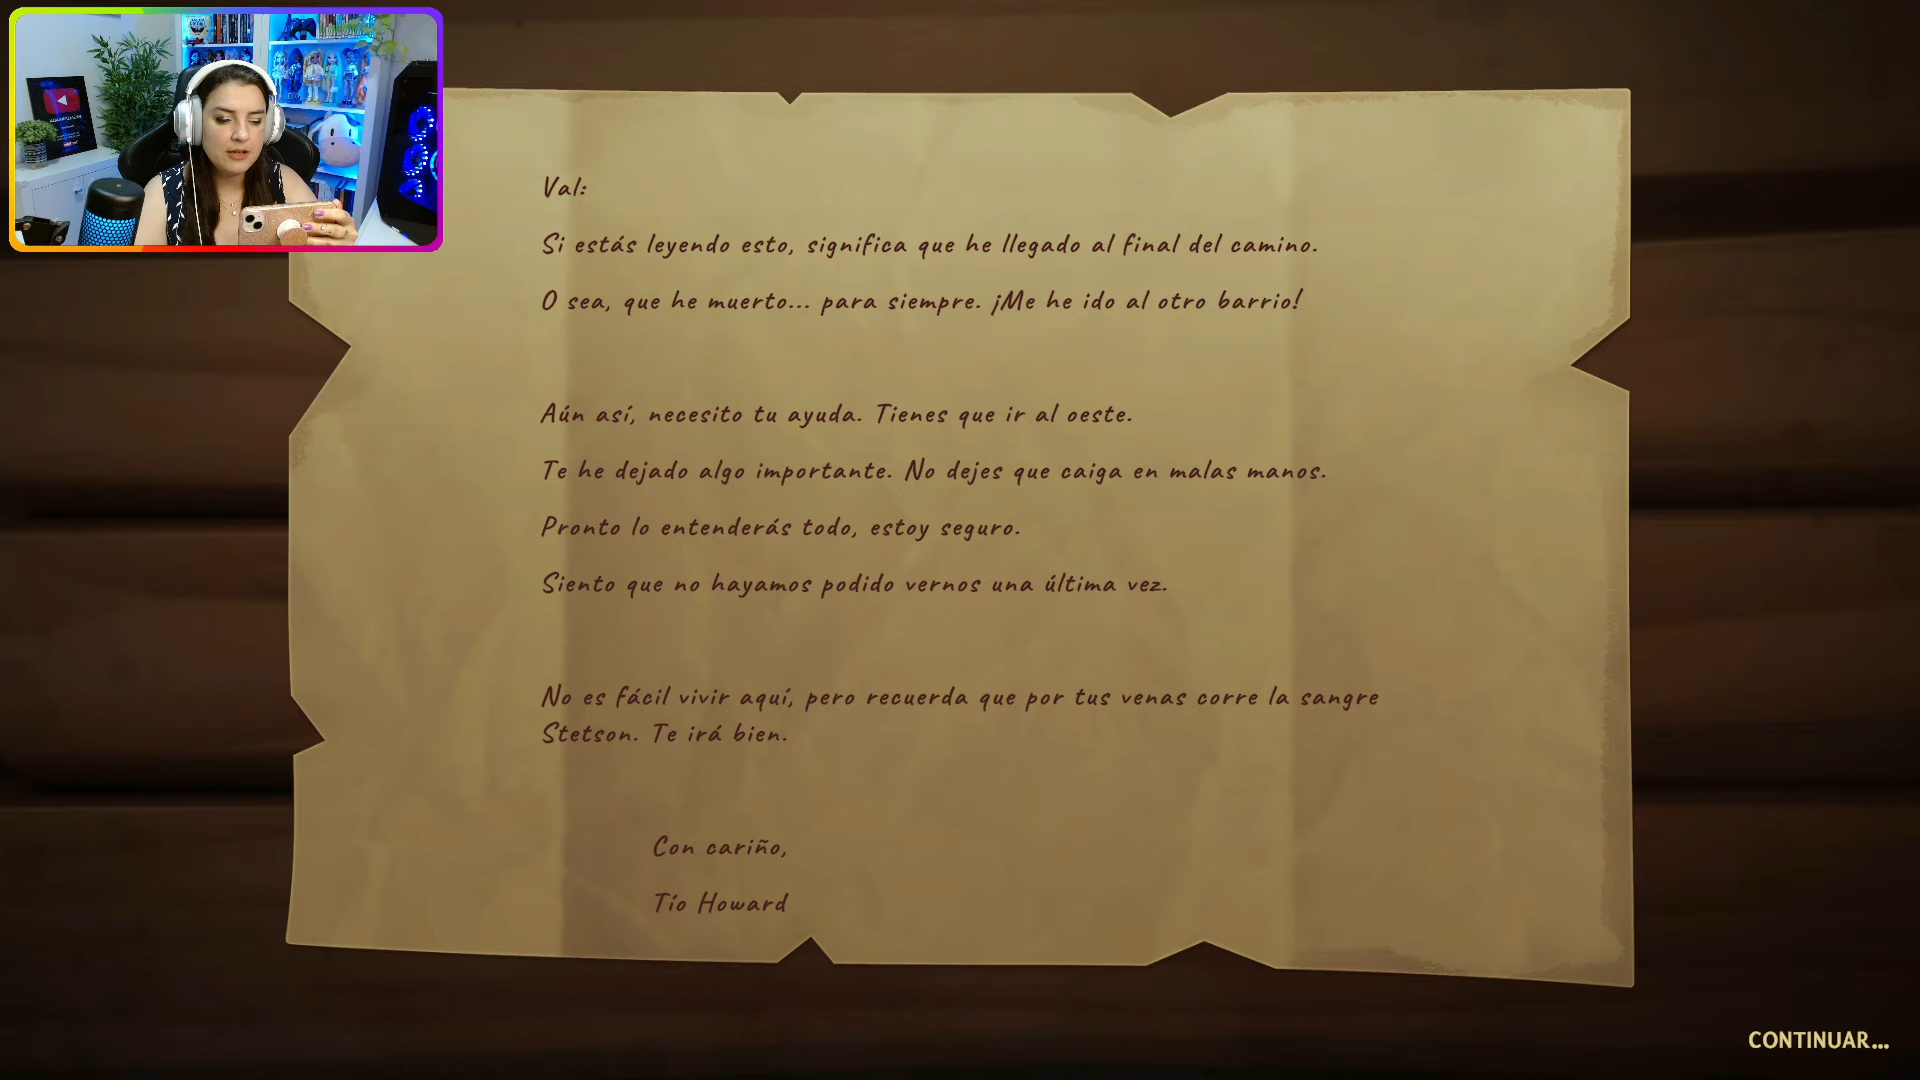 Val:
Si estás leyendo esto, significa que he llegado al final del camino.
O sea, que he muerto... para siempre. ¡Me he ido al otro barrio!
Aún así, necesito tu ayuda. Tienes que ir al oeste.
Te he dejado algo importante. No dejes que caiga en malas manos.
Pronto lo entenderás todo, estoy seguro.
Siento que no hayamos podido vernos una última vez.
No es fácil vivir aquí, pero recuerda que por tus venas corre la sangre
Stetson. Te irá bien.
Con cariño,
Tío Howard
CONTINUAR...